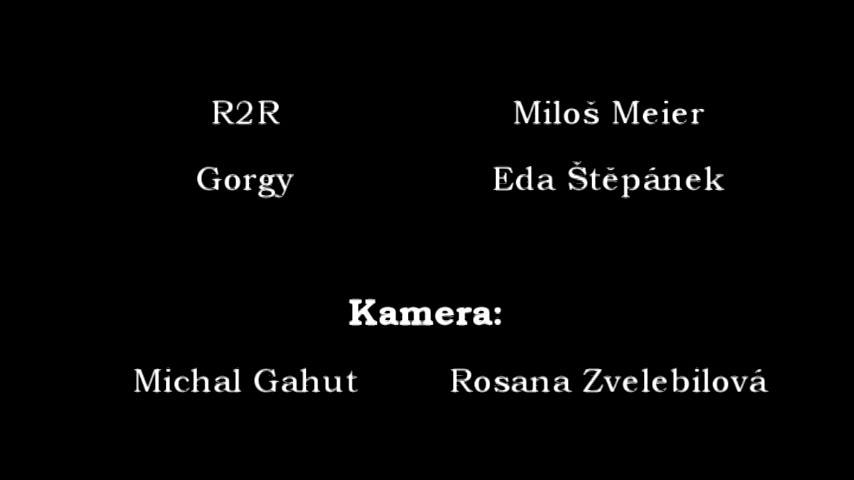 R2R Miloš Meier
Gorgy Eda Štěpánek
Kamera:
Michal Gahut Rosana Zvelebilová